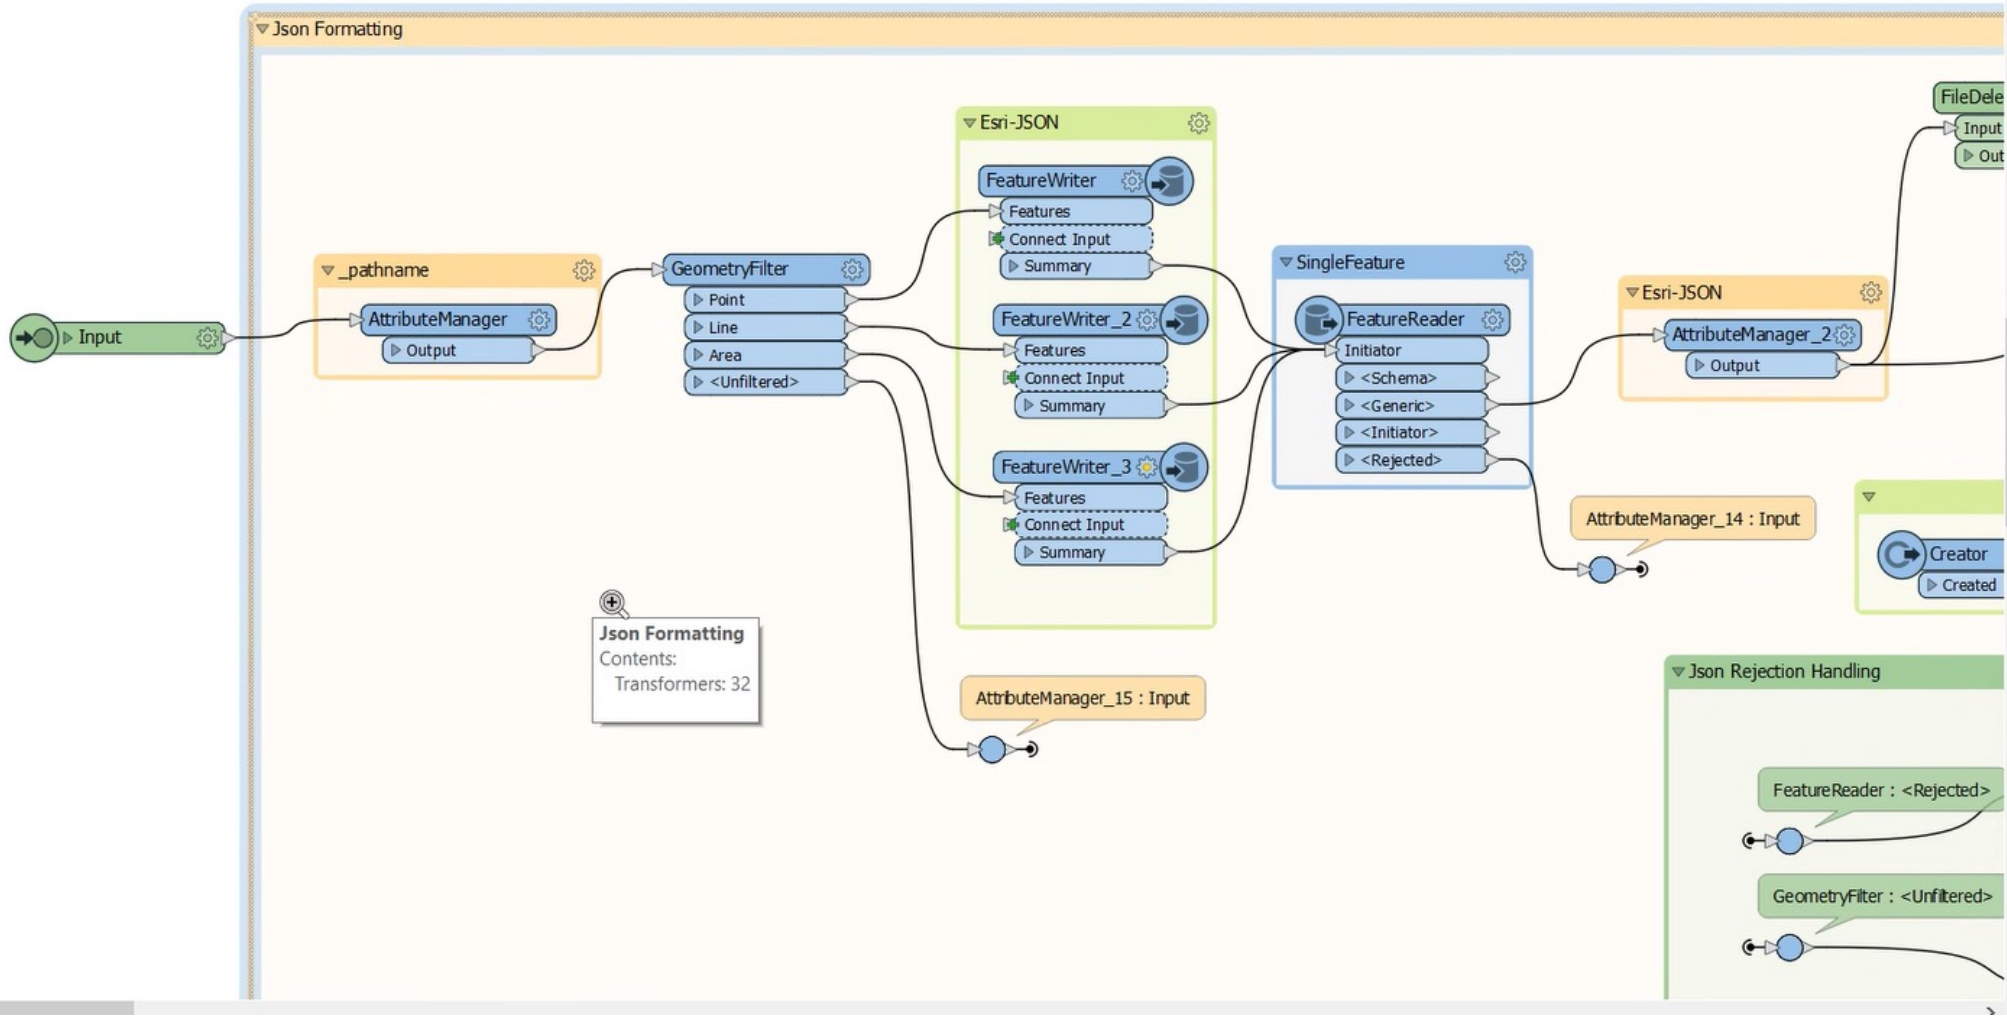 Json Formatting
FileDele
Input
Out
Esri-JSON
FeatureWriter
Features
Connect Input
Summary
_pathname
AttributeManager
Output
Input
GeometryFilter
Point
Line
Area
<Unfiltered>
FeatureWriter_2
Features
Connect Input
Summary
FeatureWriter_3
Features
Connect Input
Summary
SingleFeature
FeatureReader
Initiator
<Schema>
<Generic>
<Initiator>
<Rejected>
Esri-JSON
AttributeManager_2
Output
AttributeManager_14 : Input
Creator
Created
Json Formatting
Contents:
Transformers: 32
AttributeManager_15 : Input
Json Rejection Handling
FeatureReader : <Rejected>
GeometryFilter : <Unfiltered>